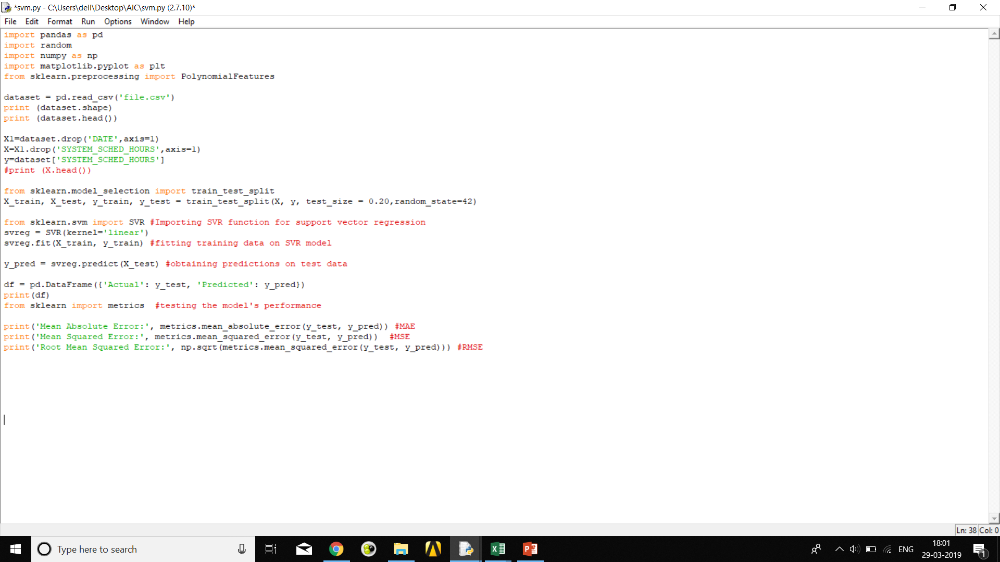 *svm.py - C:\Users\dell\Desktop\AIC\svm.py (2.7.10)*
File Edit Format Run Options Window Help
import pandas as pd
import random
import numpy as np
import matplotlib.pyplot as plt
from sklearn.preprocessing import PolynomialFeatures
dataset = pd.read_csv('file.csv')
print (dataset.shape)
print (dataset.head())
X1=dataset.drop('DATE',axis=1)
X=X1.drop('SYSTEM_SCHED_HOURS',axis=1)
y=dataset['SYSTEM_SCHED_HOURS']
#print (X.head())
from sklearn.model_selection import train_test_split
X_train, X_test, y_train, y_test = train_test_split(X, y, test_size = 0.20,random_state=42)
from sklearn.svm import SVR #Importing SVR function for support vector regression
svreg = SVR(kernel='linear')
svreg.fit(X_train, y_train) #fitting training data on SVR model
y_pred = svreg.predict(X_test) #obtaining predictions on test data
df = pd.DataFrame({'Actual': y_test, 'Predicted': y_pred})
print(df)
from sklearn import metrics  #testing the model's performance
print('Mean Absolute Error:', metrics.mean_absolute_error(y_test, y_pred)) #MAE
print('Mean Squared Error:', metrics.mean_squared_error(y_test, y_pred))  #MSE
print('Root Mean Squared Error:', np.sqrt(metrics.mean_squared_error(y_test, y_pred))) #RMSE
Ln: 38 Col: 0
Type here to search
ENG
18:01
29-03-2019
1